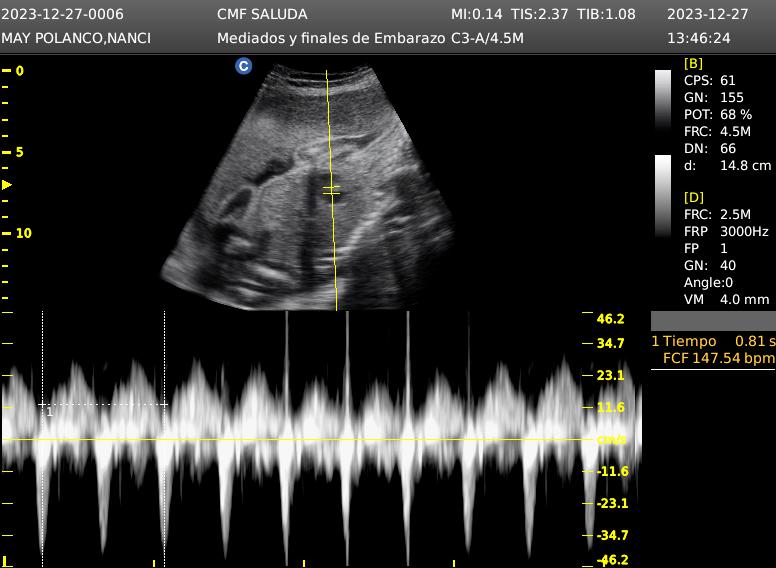 2023-12-27-0006 CMF SALUDA MI:0.14 TIS:2.37 TIB:1.08 2023-12-27
MAY POLANCO,NANCI Mediados y finales de Embarazo C3-A/4.5M 13:46:24
C
0
5
10
[B]
CPS: 61
GN: 155
POT: 68 %
FRC: 4.5M
DN: 66
d: 14.8 cm
[D]
FRC: 2.5M
FRP 3000Hz
FP 1
GN: 40
Angle:0
VM 4.0 mm
1 Tiempo 0.81 s
FCF 147.54 bpm
46.2
34.7
23.1
11.6
cm/s
-11.6
-23.1
-34.7
-46.2
1